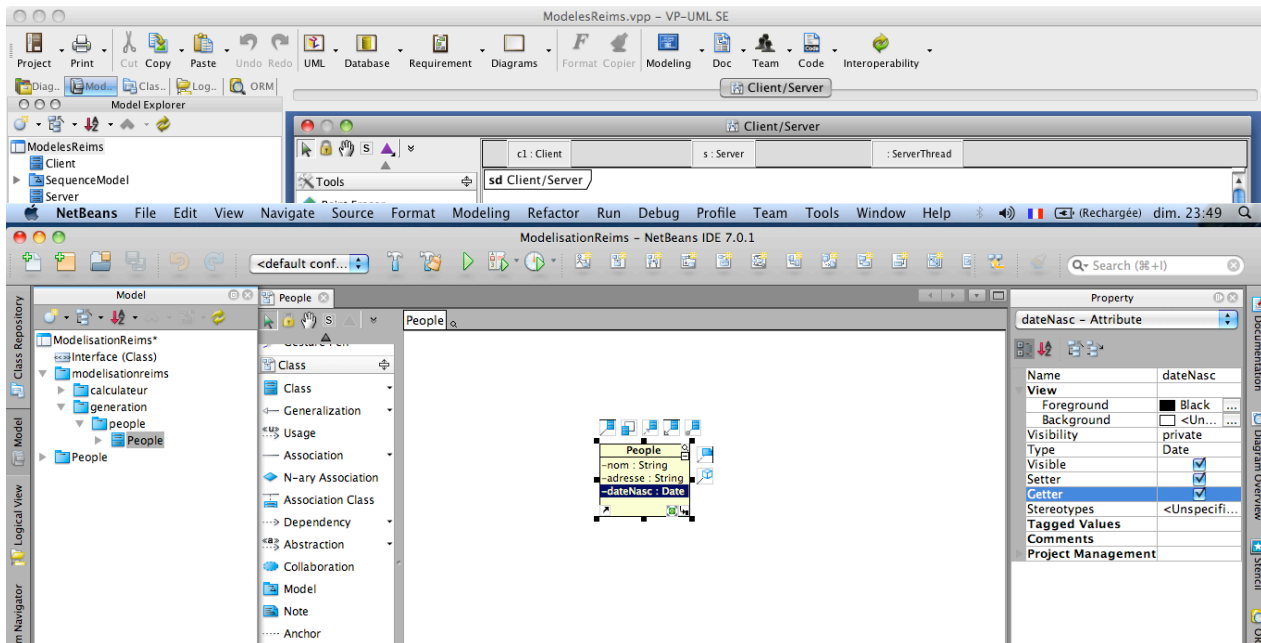 ModelesReims.vpp – VP-UML SE
Project Print Cut Copy Paste Undo Redo UML Database Requirement Diagrams Format Copier Modeling Doc Team Code Interoperability
Diag.. Mod.. Clas.. Log.. ORM
Client/Server
Model Explorer
Client/Server
ModelesReims
Client
SequenceModel
Server
S
Tools
c1 : Client
s : Server
: ServerThread
sd Client/Server
NetBeans File Edit View Navigate Source Format Modeling Refactor Run Debug Profile Team Tools Window Help (Rechargée) dim. 23:49
ModelisationReims – NetBeans IDE 7.0.1
<default conf...
Search (⌘+I)
Class Repository
Model
Logical View
Model
ModelisationReims*
Interface (Class)
modelisationreims
calculateur
generation
people
People
People
People
S
Class
Class
Generalization
Usage
Association
N-ary Association
Association Class
Dependency
Abstraction
Collaboration
Model
Note
Anchor
People
People
-nom : String
-adresse : String
-dateNasc : Date
Property
dateNasc – Attribute
Name dateNasc
View
Foreground Black ...
Background <Un... ...
Visibility private
Type Date
Visible
Setter
Getter
Stereotypes <Unspecifi...
Tagged Values
Comments
Project Management
Documentation
Diagram Overview
Stencil